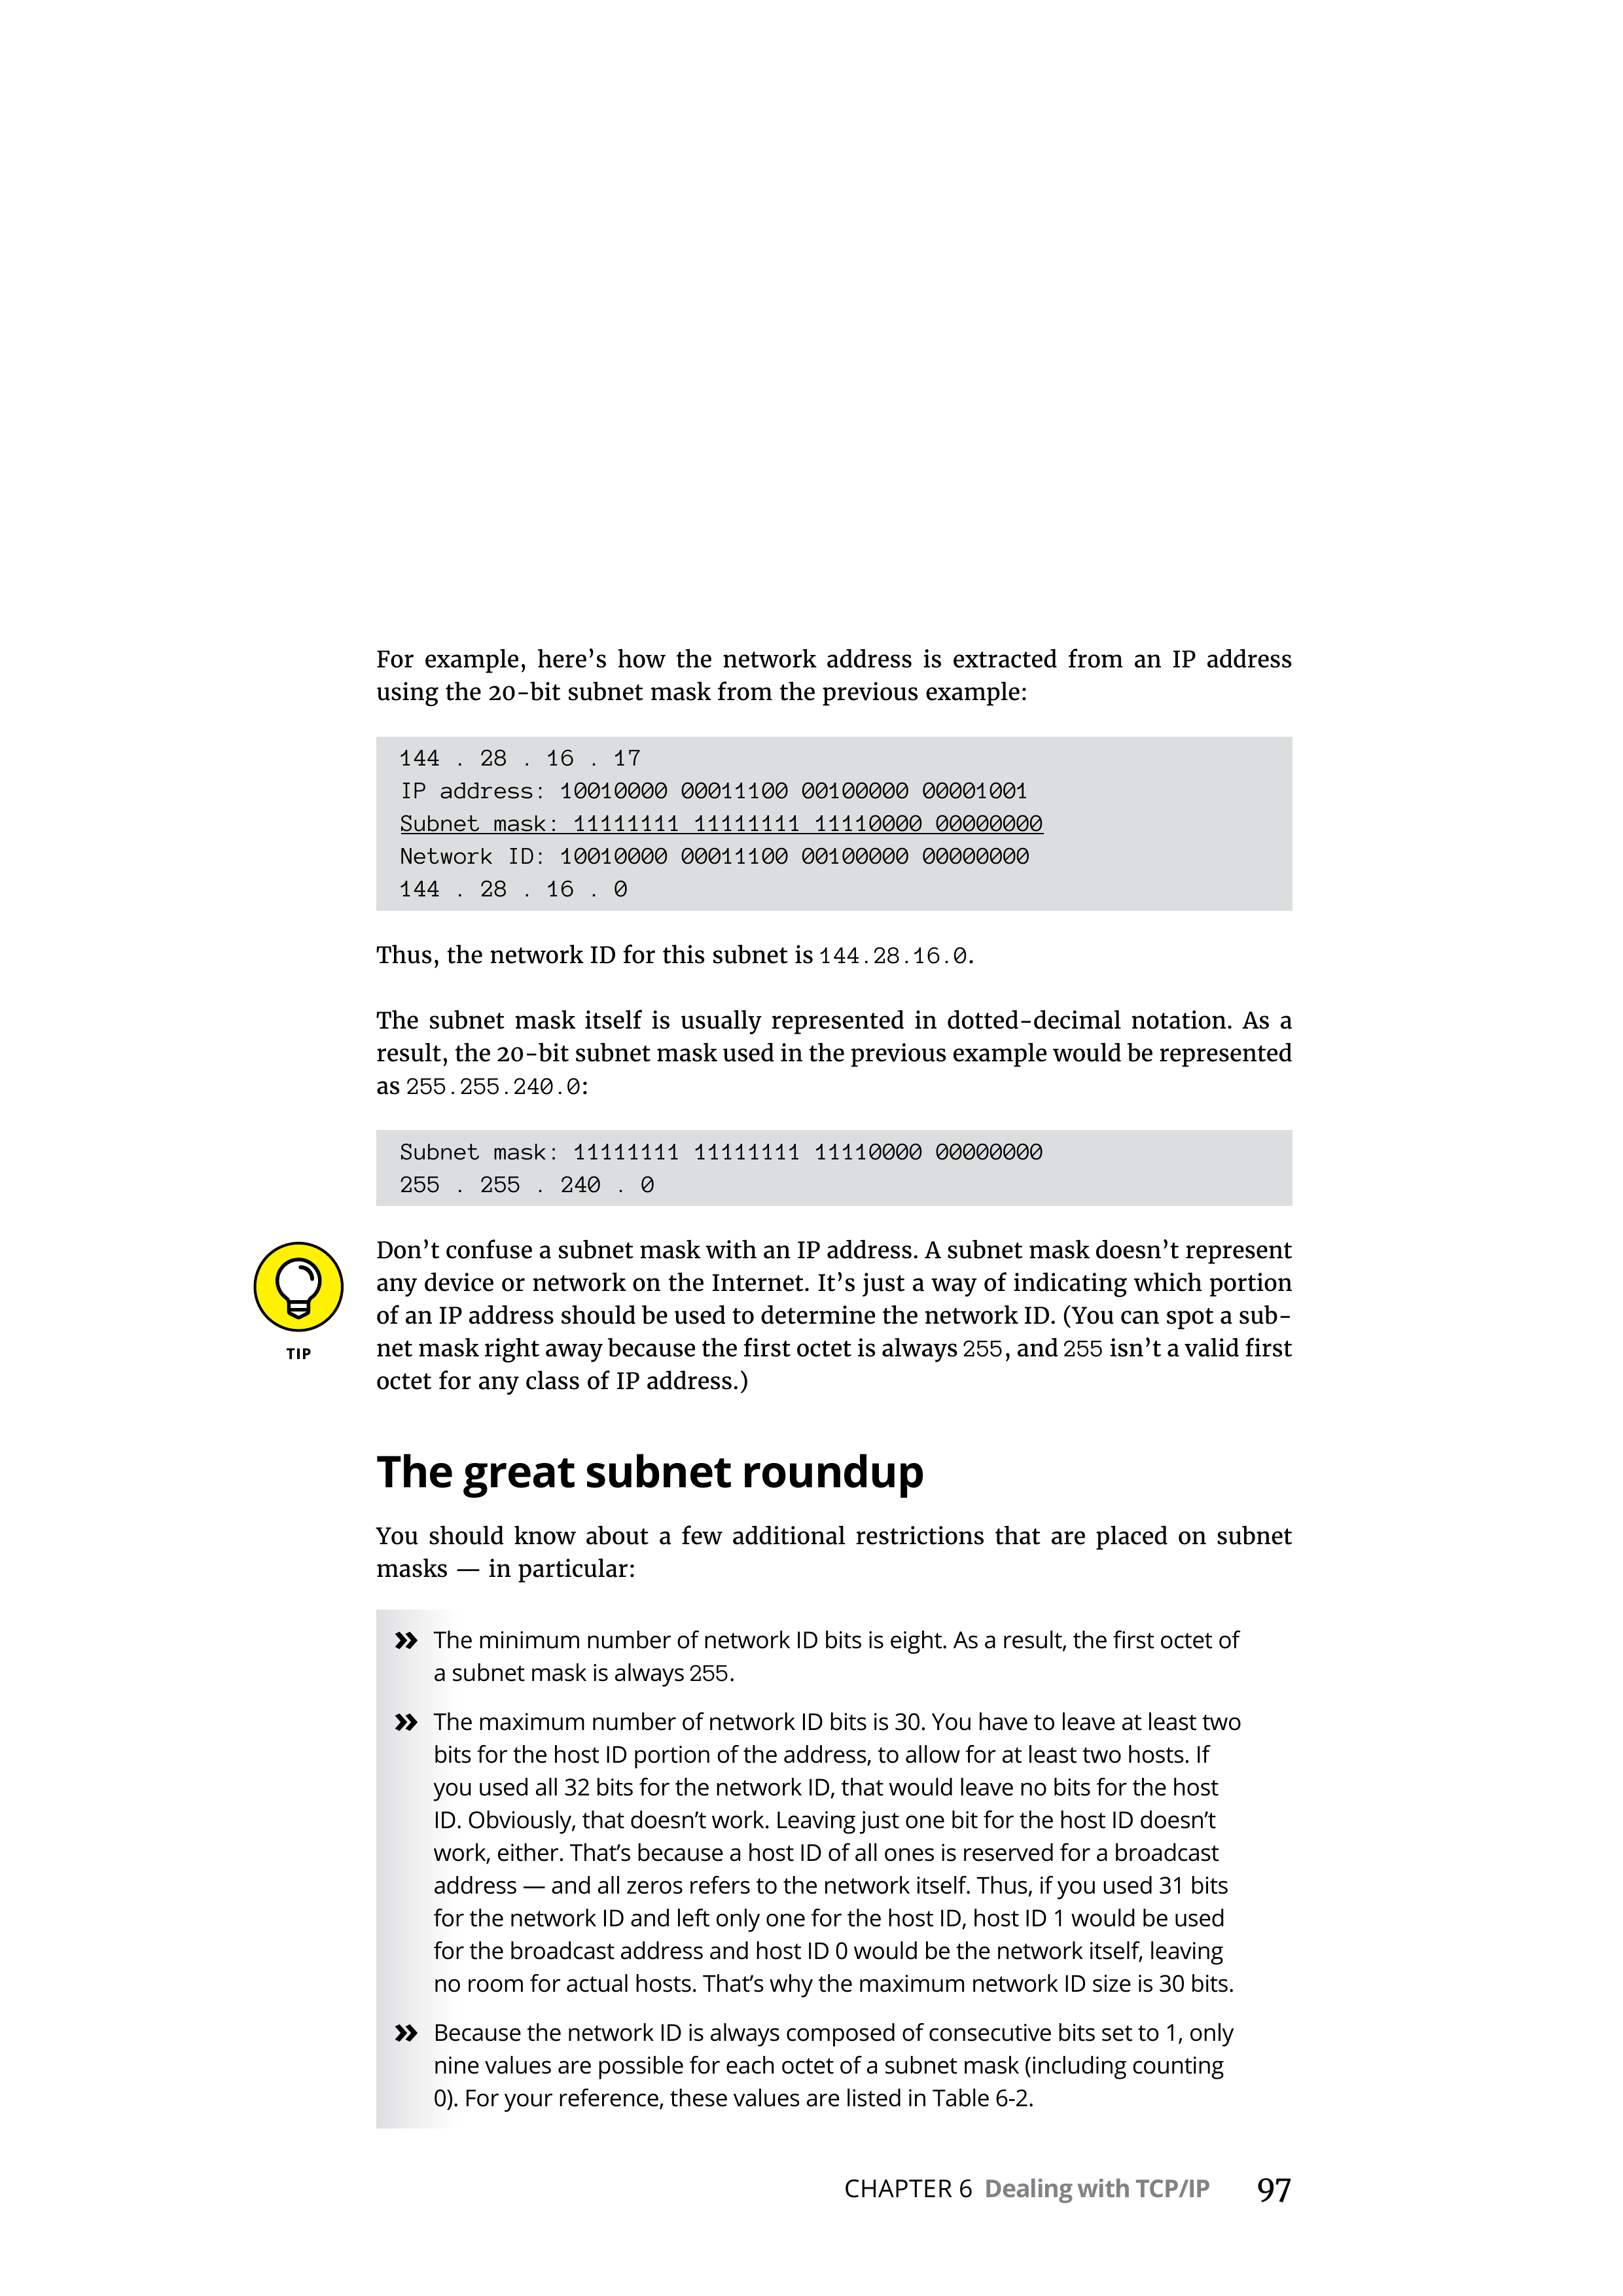 For example, here’s how the network address is extracted from an IP address
using the 20-bit subnet mask from the previous example:
144 . 28 . 16 . 17
IP address: 10010000 00011100 00100000 00001001
Subnet mask: 11111111 11111111 11110000 00000000
Network ID: 10010000 00011100 00100000 00000000
144 . 28 . 16 . 0
Thus, the network ID for this subnet is 144.28.16.0.
The subnet mask itself is usually represented in dotted-decimal notation. As a
result, the 20-bit subnet mask used in the previous example would be represented
as 255.255.240.0:
Subnet mask: 11111111 11111111 11110000 00000000
255 . 255 . 240 . 0
Don’t confuse a subnet mask with an IP address. A subnet mask doesn’t represent
any device or network on the Internet. It’s just a way of indicating which portion
of an IP address should be used to determine the network ID. (You can spot a sub-
net mask right away because the first octet is always 255, and 255 isn’t a valid first
octet for any class of IP address.)
TIP
The great subnet roundup
You should know about a few additional restrictions that are placed on subnet
masks — in particular:
» The minimum number of network ID bits is eight. As a result, the first octet of
a subnet mask is always 255.
» The maximum number of network ID bits is 30. You have to leave at least two
bits for the host ID portion of the address, to allow for at least two hosts. If
you used all 32 bits for the network ID, that would leave no bits for the host
ID. Obviously, that doesn’t work. Leaving just one bit for the host ID doesn’t
work, either. That’s because a host ID of all ones is reserved for a broadcast
address — and all zeros refers to the network itself. Thus, if you used 31 bits
for the network ID and left only one for the host ID, host ID 1 would be used
for the broadcast address and host ID 0 would be the network itself, leaving
no room for actual hosts. That’s why the maximum network ID size is 30 bits.
» Because the network ID is always composed of consecutive bits set to 1, only
nine values are possible for each octet of a subnet mask (including counting
0). For your reference, these values are listed in Table 6-2.
CHAPTER 6 Dealing with TCP/IP 97